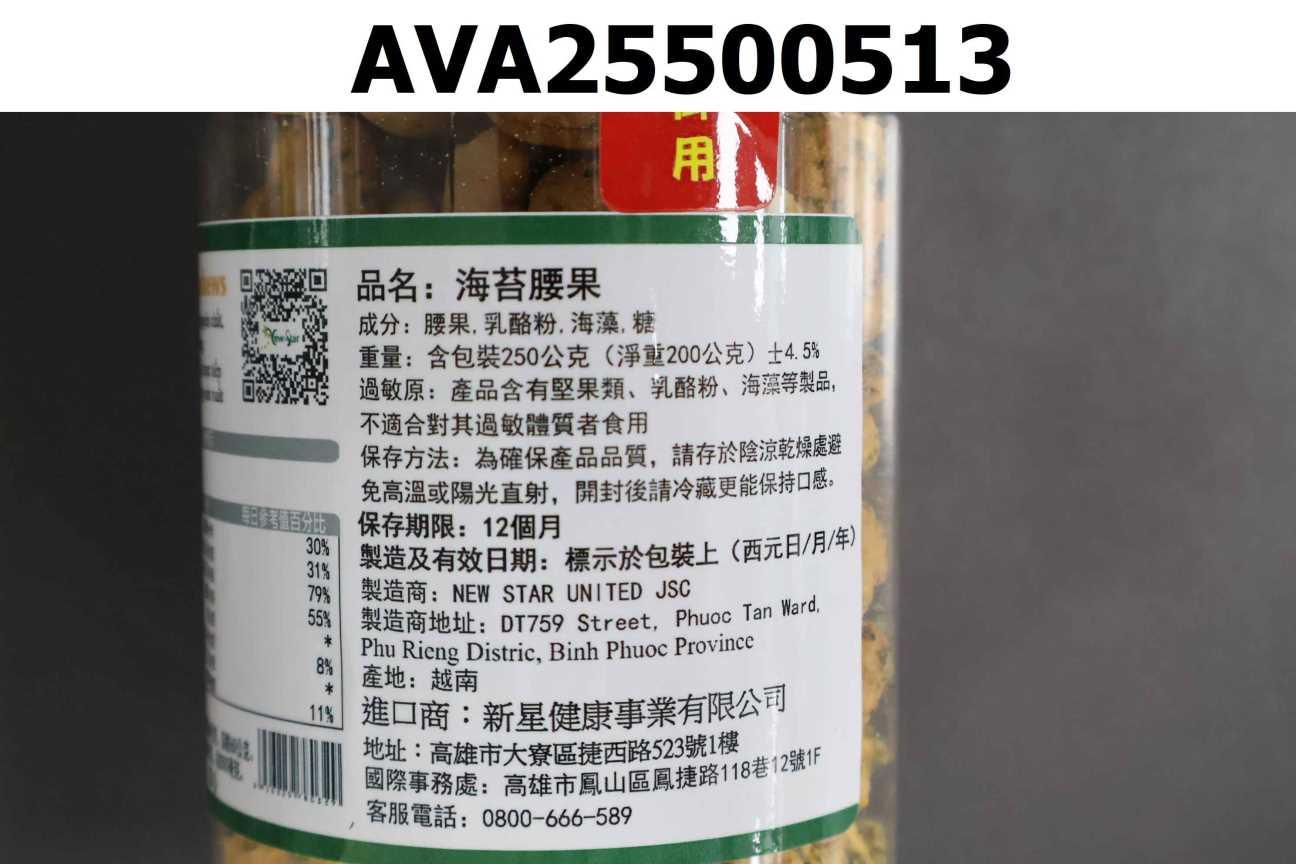 AVA25500513
用
New Star
品名：海苔腰果
成分：腰果,乳酪粉,海藻,糖
重量：含包裝250公克（淨重200公克）士4.5%
過敏原：產品含有堅果類、乳酪粉、海藻等製品,
不適合對其過敏體質者食用
保存方法：為確保產品品質，請存於陰涼乾燥處避
免高溫或陽光直射，開封後請冷藏更能保持口感。
保存期限：12個月
製造及有效日期：標示於包裝上（西元日/月/年）
製造商：NEW STAR UNITED JSC
製造商地址：DT759 Street, Phuoc Tan Ward,
Phu Rieng Distric, Binh Phuoc Province
產地：越南
進口商：新星健康事業有限公司
地址：高雄市大寮區捷西路523號1樓
國際事務處：高雄市鳳山區鳳捷路118巷12號1F
客服電話：0800-666-589
每日參考值百分比
30%
31%
79%
55%
*
8%
*
11%